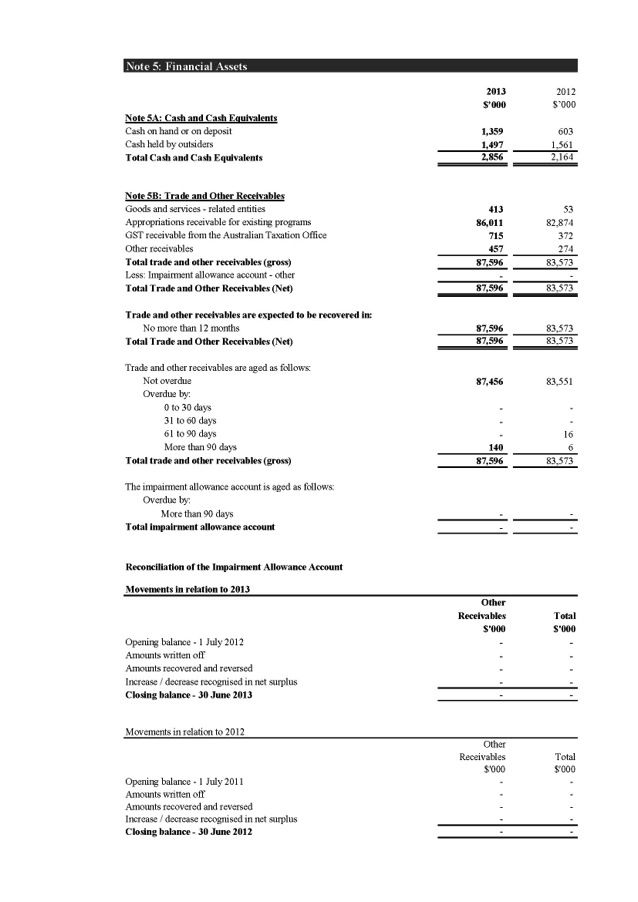 Note 5: Financial Assets
2013 2012
$'000 $'000
Note 5A: Cash and Cash Equivalents
Cash on hand or on deposit 1,359 603
Cash held by outsiders 1,497 1,561
Total Cash and Cash Equivalents 2,856 2,164
Note 5B: Trade and Other Receivables
Goods and services - related entities 413 53
Appropriations receivable for existing programs 86,011 82,874
GST receivable from the Australian Taxation Office 715 372
Other receivables 457 274
Total trade and other receivables (gross) 87,596 83,573
Less: Impairment allowance account - other - -
Total Trade and Other Receivables (Net) 87,596 83,573
Trade and other receivables are expected to be recovered in:
No more than 12 months 87,596 83,573
Total Trade and Other Receivables (Net) 87,596 83,573
Trade and other receivables are aged as follows:
Not overdue 87,456 83,551
Overdue by:
0 to 30 days - -
31 to 60 days - -
61 to 90 days - 16
More than 90 days 140 6
Total trade and other receivables (gross) 87,596 83,573
The impairment allowance account is aged as follows:
Overdue by:
More than 90 days - -
Total impairment allowance account - -
Reconciliation of the Impairment Allowance Account
Movements in relation to 2013
Other
Receivables Total
$'000 $'000
Opening balance - 1 July 2012 - -
Amounts written off - -
Amounts recovered and reversed - -
Increase / decrease recognised in net surplus - -
Closing balance - 30 June 2013 - -
Movements in relation to 2012
Other
Receivables Total
$'000 $'000
Opening balance - 1 July 2011 - -
Amounts written off - -
Amounts recovered and reversed - -
Increase / decrease recognised in net surplus - -
Closing balance - 30 June 2012 - -